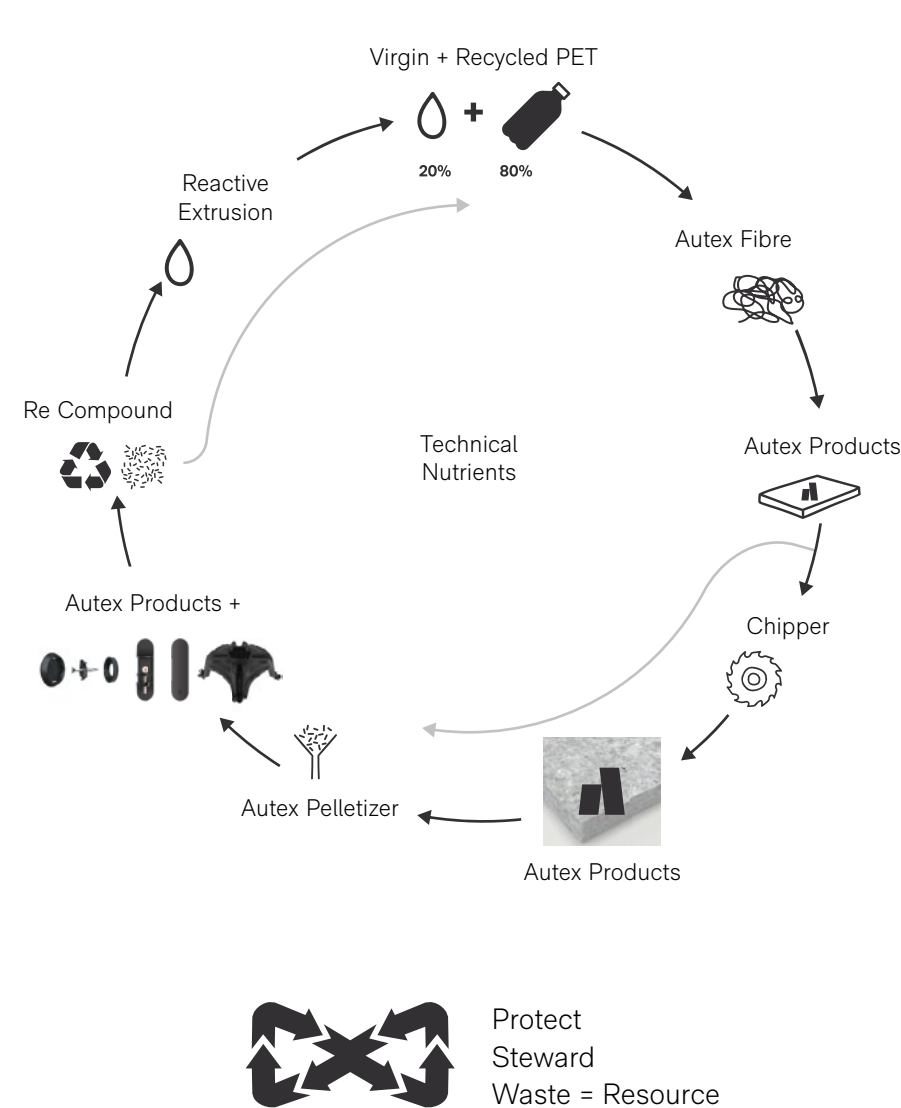 Virgin + Recycled PET
20%
80%
Reactive
Extrusion
Autex Fibre
Re Compound
Technical
Nutrients
Autex Products
Autex Products +
Chipper
Autex Pelletizer
Autex Products
Protect
Steward
Waste = Resource